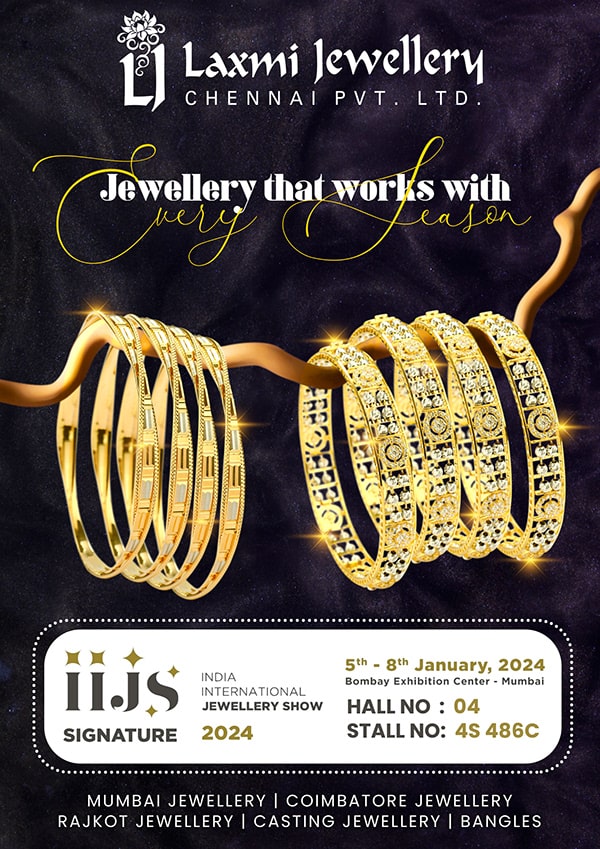 LJ Laxmi Jewellery
CHENNAI PVT. LTD.
Jewellery that works with
Every Season
iijs
SIGNATURE
INDIA
INTERNATIONAL
JEWELLERY SHOW
2024
5th - 8th January, 2024
Bombay Exhibition Center - Mumbai
HALL NO : 04
STALL NO: 4S 486C
MUMBAI JEWELLERY | COIMBATORE JEWELLERY
RAJKOT JEWELLERY | CASTING JEWELLERY | BANGLES